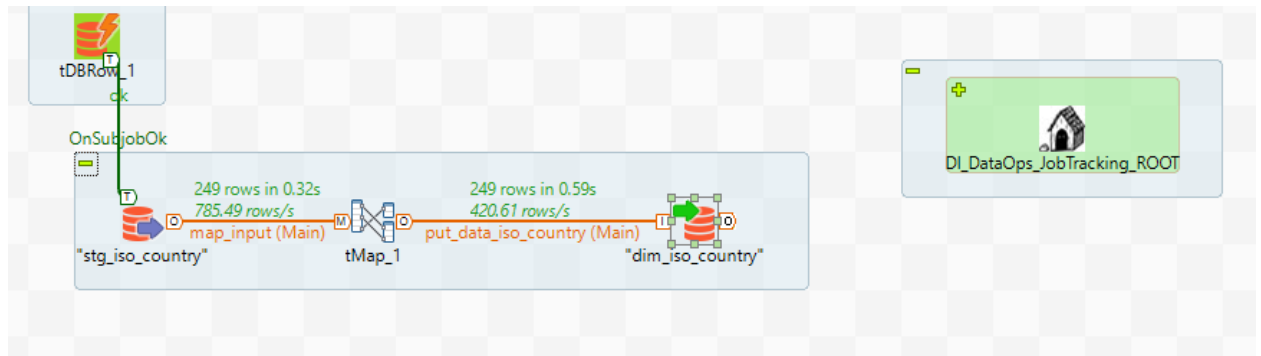 T
tDBRow_1
ok
OnSubjobOk
T
249 rows in 0.32s
785.49 rows/s
O
map_input (Main)
M
O
249 rows in 0.59s
420.61 rows/s
put_data_iso_country (Main)
I
O
"stg_iso_country"
tMap_1
"dim_iso_country"
DI_DataOps_JobTracking_ROOT